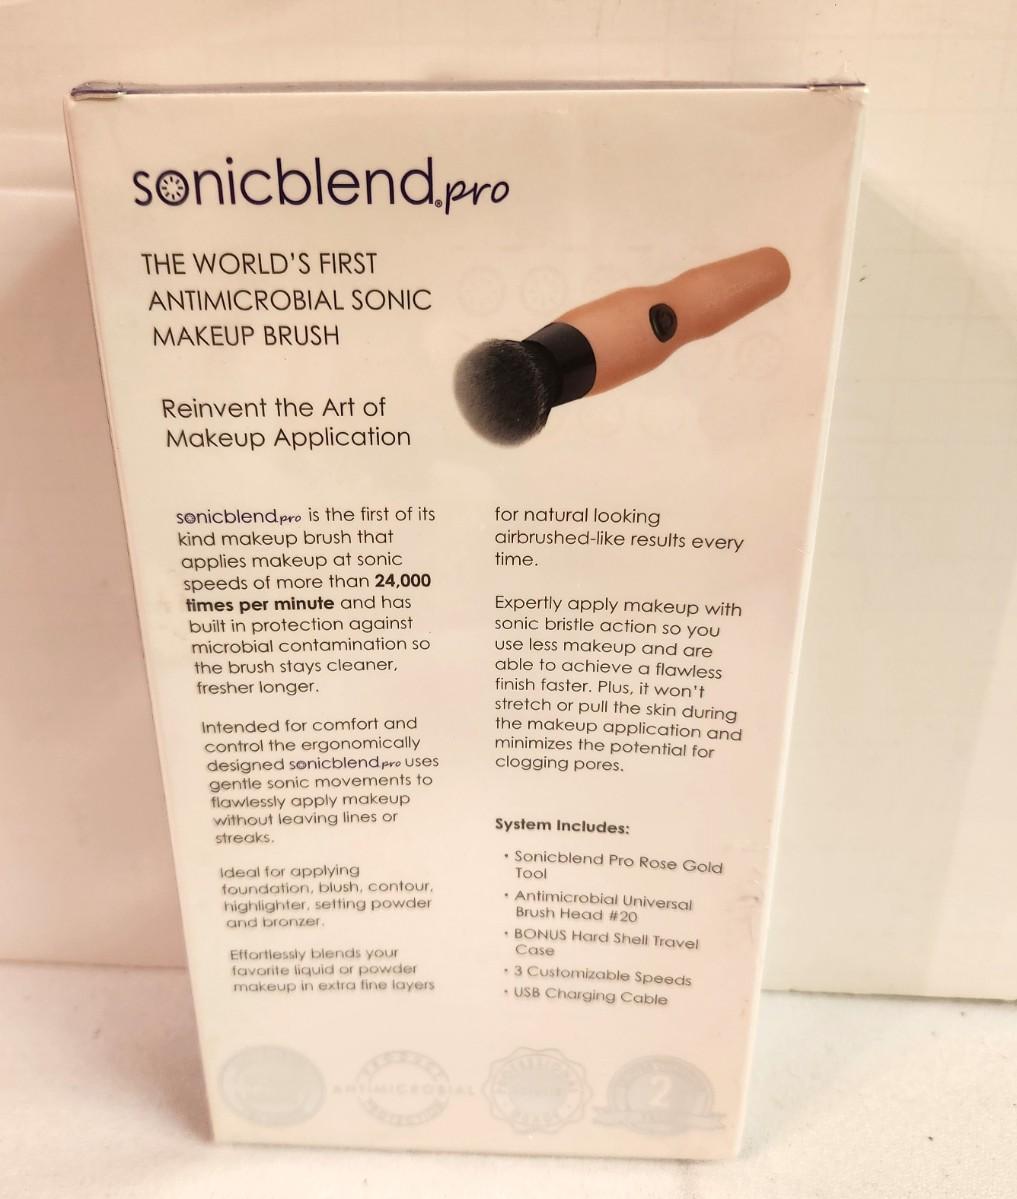 sonicblend®pro
THE WORLD'S FIRST
ANTIMICROBIAL SONIC
MAKEUP BRUSH
Reinvent the Art of
Makeup Application
sonicblendpro is the first of its
kind makeup brush that
applies makeup at sonic
speeds of more than 24,000
times per minute and has
built in protection against
microbial contamination so
the brush stays cleaner,
fresher longer.
Intended for comfort and
control the ergonomically
designed sonicblendpro uses
gentle sonic movements to
flawlessly apply makeup
without leaving lines or
streaks.
Ideal for applying
foundation, blush, contour,
highlighter, setting powder
and bronzer.
Effortlessly blends your
favorite liquid or powder
makeup in extra fine layers
for natural looking
airbrushed-like results every
time.
Expertly apply makeup with
sonic bristle action so you
use less makeup and are
able to achieve a flawless
finish faster. Plus, it won't
stretch or pull the skin during
the makeup application and
minimizes the potential for
clogging pores.
System Includes:
• Sonicblend Pro Rose Gold
Tool
• Antimicrobial Universal
Brush Head #20
• BONUS Hard Shell Travel
Case
• 3 Customizable Speeds
• USB Charging Cable
ANTIMICROBIAL
2